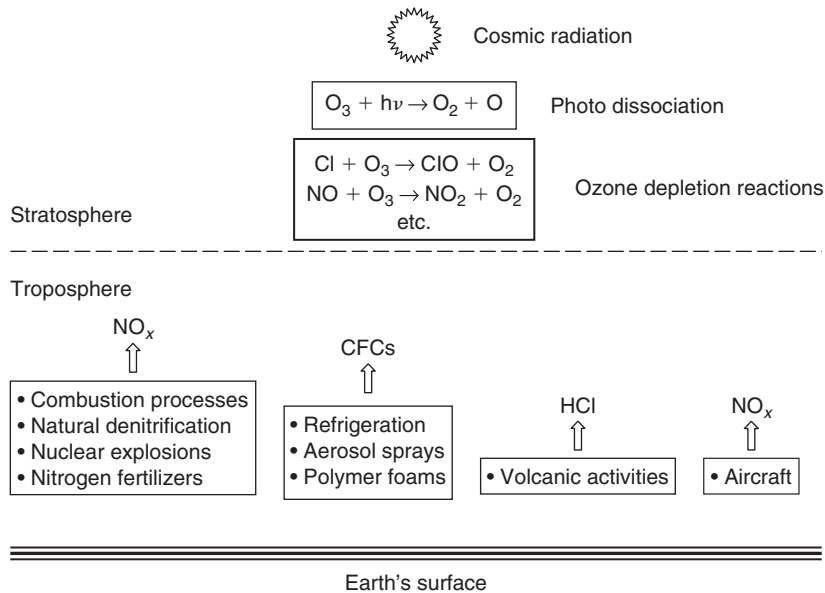 Cosmic radiation
O₃ + hν → O₂ + O
Photo dissociation
Cl + O₃ → ClO + O₂
NO + O₃ → NO₂ + O₂
etc.
Ozone depletion reactions
Stratosphere
Troposphere
NOₓ
• Combustion processes
• Natural denitrification
• Nuclear explosions
• Nitrogen fertilizers
CFCs
• Refrigeration
• Aerosol sprays
• Polymer foams
HCl
• Volcanic activities
NOₓ
• Aircraft
Earth's surface